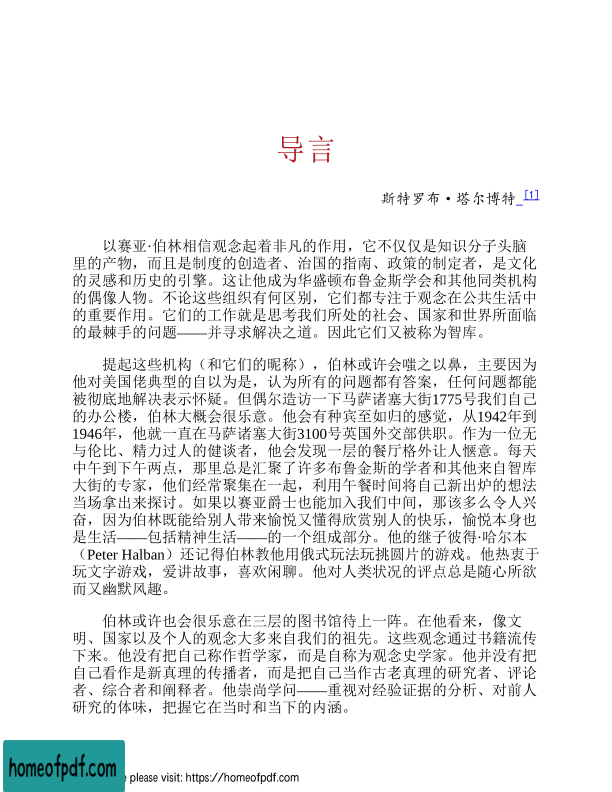 导言
斯特罗布·塔尔博特 [1]
以赛亚·伯林相信观念起着非凡的作用，它不仅仅是知识分子头脑
里的产物，而且是制度的创造者、治国的指南、政策的制定者，是文化
的灵感和历史的引擎。这让他成为华盛顿布鲁金斯学会和其他同类机构
的偶像人物。不论这些组织有何区别，它们都专注于观念在公共生活中
的重要作用。它们的工作就是思考我们所处的社会、国家和世界所面临
的最棘手的问题——并寻求解决之道。因此它们又被称为智库。
提起这些机构（和它们的昵称），伯林或许会嗤之以鼻，主要因为
他对美国佬典型的自以为是，认为所有的问题都有答案，任何问题都能
被彻底地解决表示怀疑。但偶尔造访一下马萨诸塞大街1775号我们自己
的办公楼，伯林大概会很乐意。他会有种宾至如归的感觉，从1942年到
1946年，他就一直在马萨诸塞大街3100号英国外交部供职。作为一位无
与伦比、精力过人的健谈者，他会发现一层的餐厅格外让人惬意。每天
中午到下午两点，那里总是汇聚了许多布鲁金斯的学者和其他来自智库
大街的专家，他们经常聚集在一起，利用午餐时间将自己新出炉的想法
当场拿出来探讨。如果以赛亚爵士也能加入我们中间，那该多么令人兴
奋，因为伯林既能给别人带来愉悦又懂得欣赏别人的快乐，愉悦本身也
是生活——包括精神生活——的一个组成部分。他的继子彼得·哈尔本
（Peter Halban）还记得伯林教他用俄式玩法玩挑圆片的游戏。他热衷于
玩文字游戏，爱讲故事，喜欢闲聊。他对人类状况的评点总是随心所欲
而又幽默风趣。
伯林或许也会很乐意在三层的图书馆待上一阵。在他看来，像文
明、国家以及个人的观念大多来自我们的祖先。这些观念通过书籍流传
下来。他没有把自己称作哲学家，而是自称为观念史学家。他并没有把
自己看作是新真理的传播者，而是把自己当作古老真理的研究者、评论
者、综合者和阐释者。他崇尚学问——重视对经验证据的分析、对前人
研究的体味，把握它在当时和当下的内涵。
homeofpdf.com
e please visit: https://homeofpdf.com